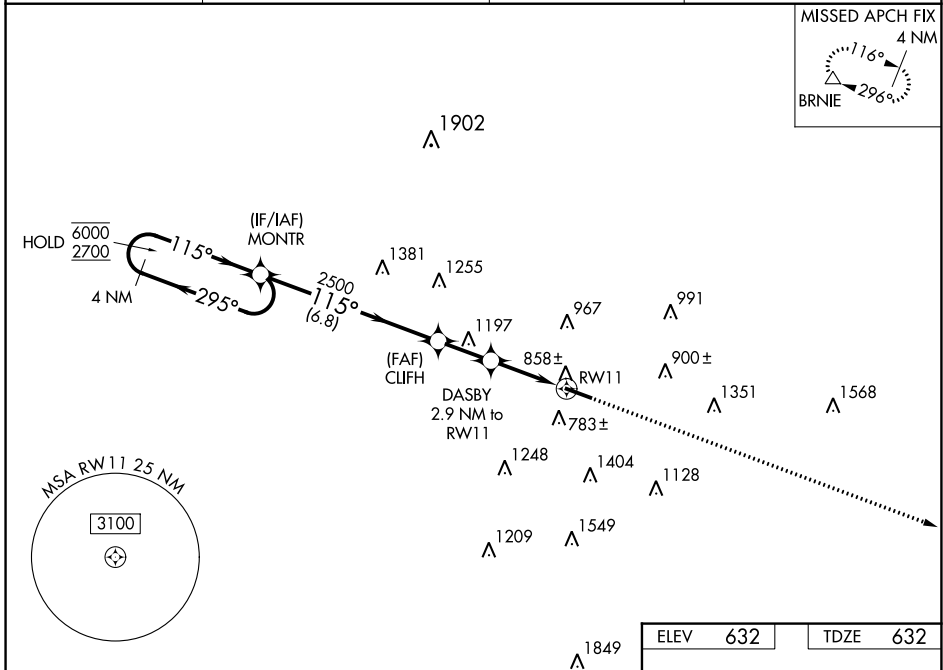 MISSED APCH FIX
4 NM
116°
296°
BRNIE
1902
HOLD 6000
2700
115°
295°
4 NM
(IF/IAF)
MONTR
1381
1255
2500
115°
(6.8)
1197
967
991
(FAF)
CLIFH
858±
RW11
900±
DASBY
2.9 NM to
RW11
1351
1568
783±
1248
1404
1128
MSA RW11 25 NM
3100
1209
1549
1849
ELEV 632
TDZE 632